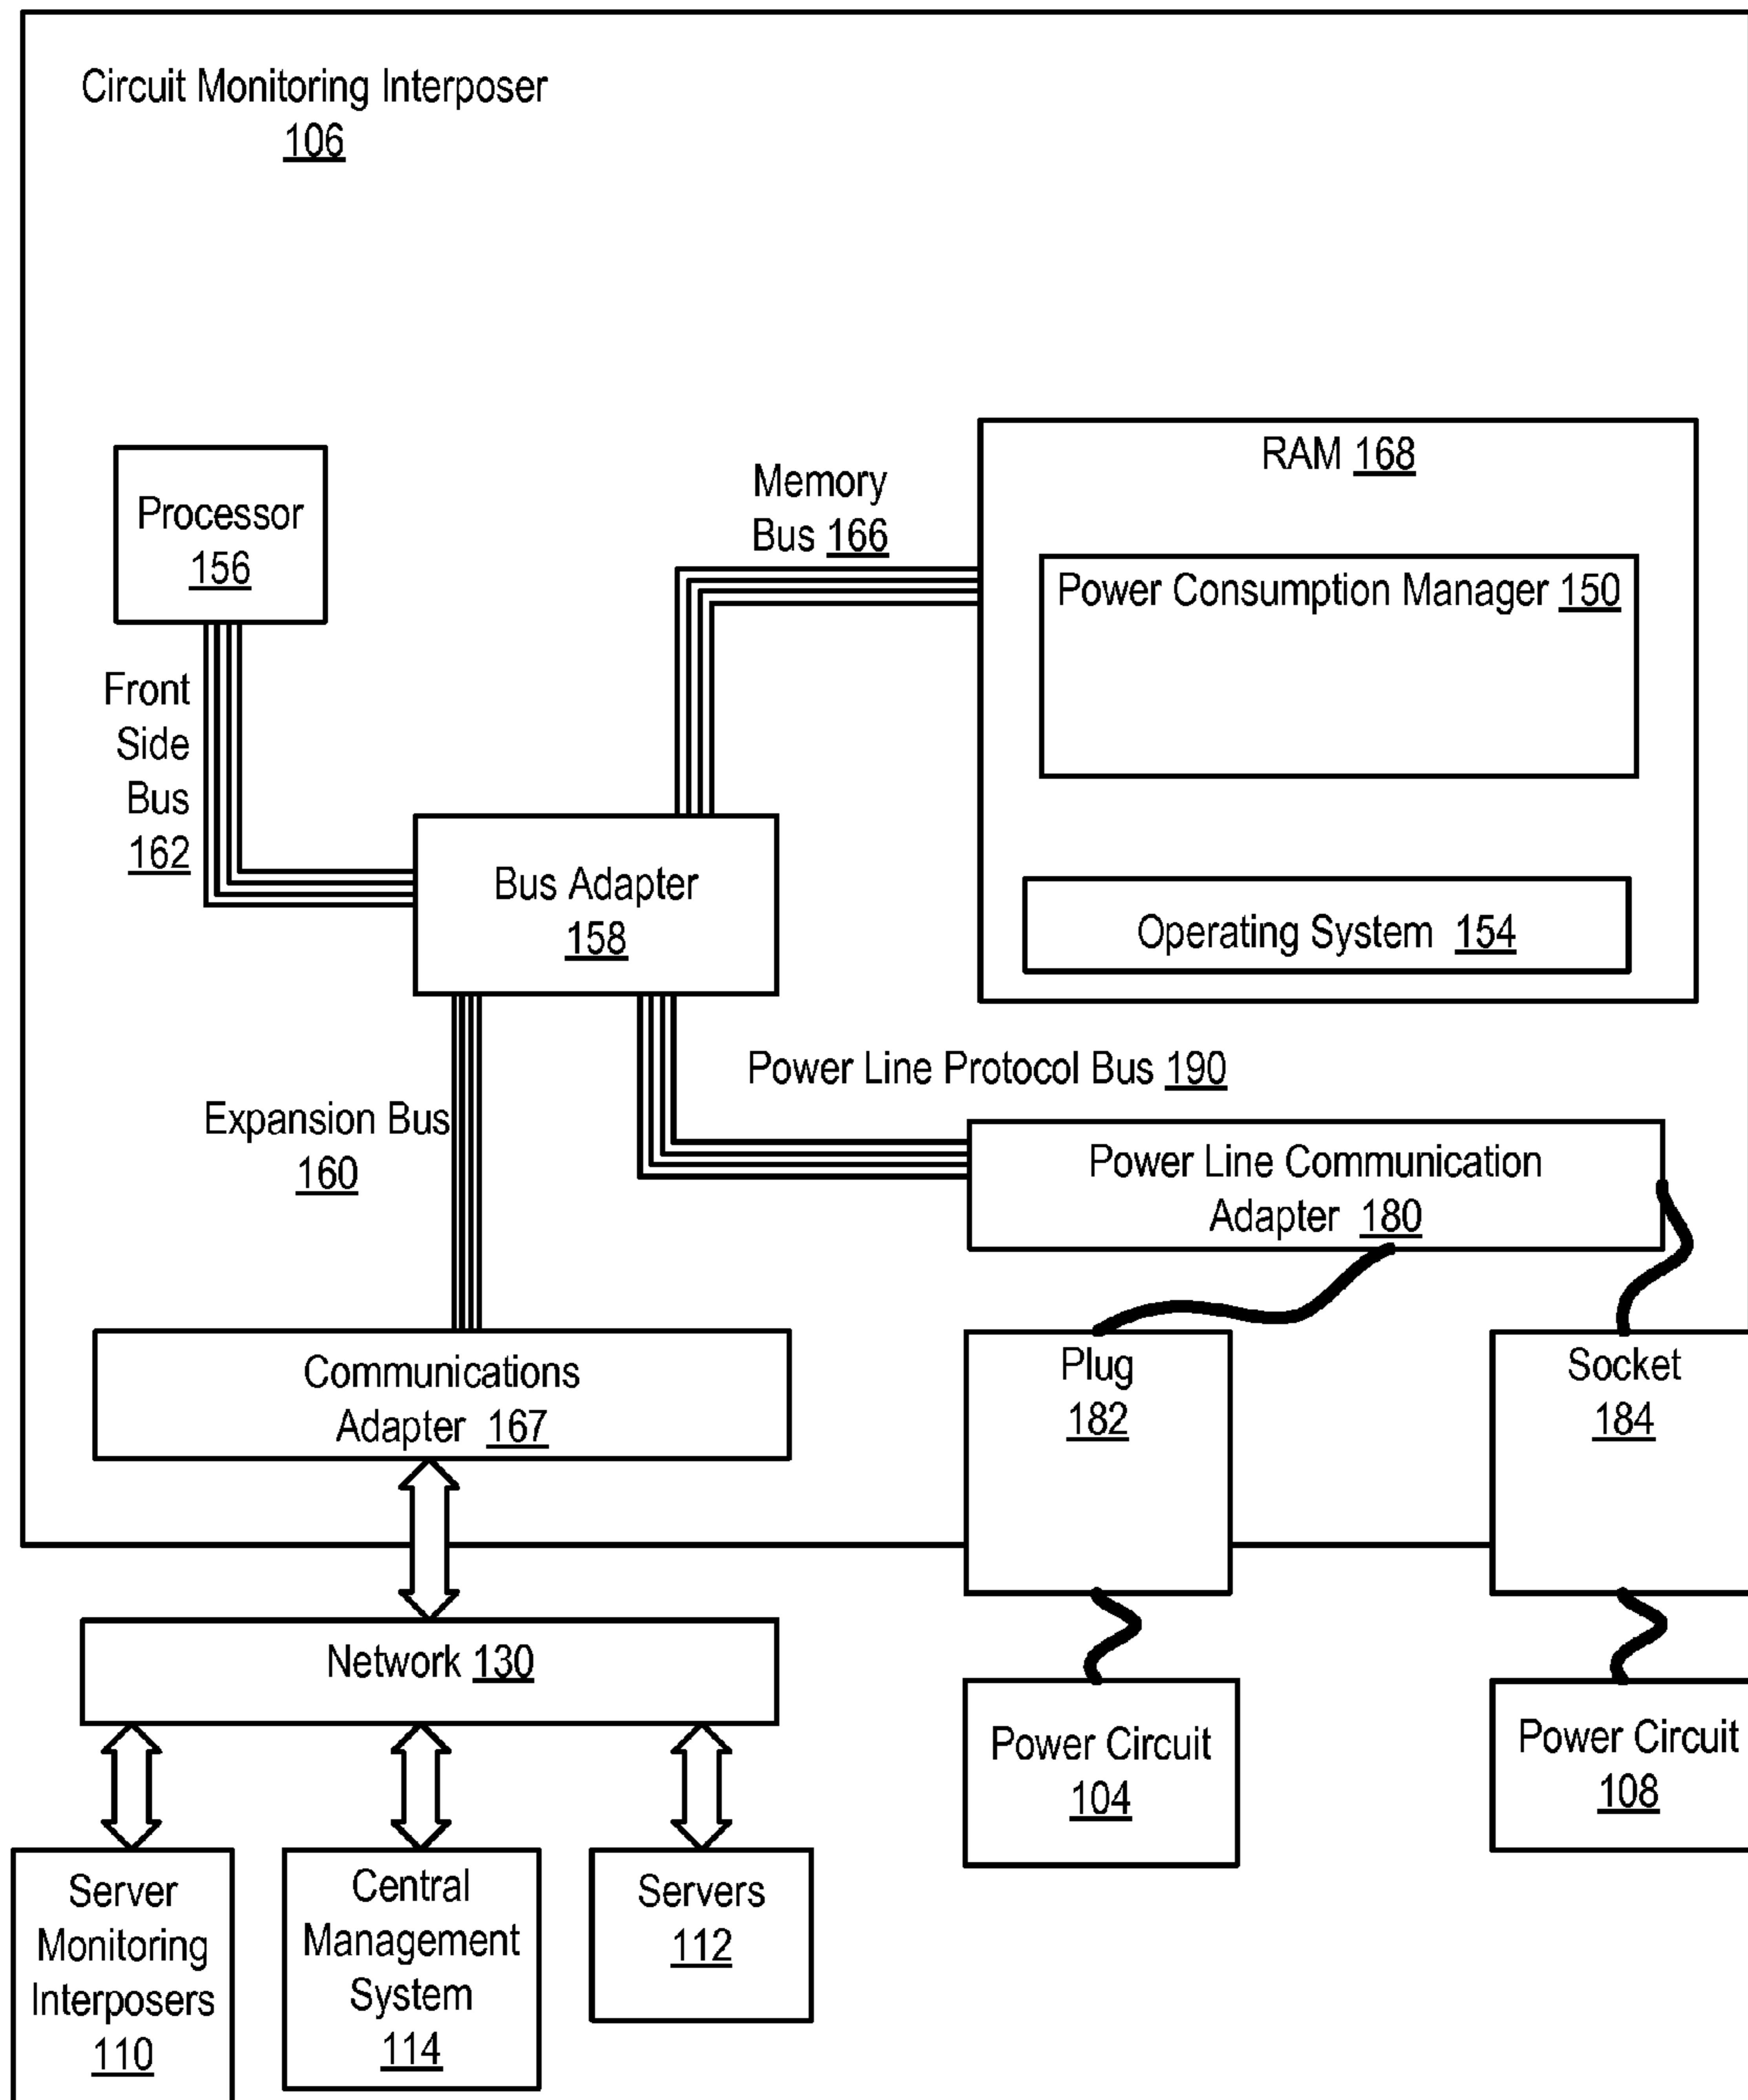 Circuit Monitoring Interposer
106
RAM 168
Memory
Bus 166
Processor
156
Power Consumption Manager 150
Front
Side
Bus
162
Bus Adapter
158
Operating System 154
Power Line Protocol Bus 190
Expansion Bus
160
Power Line Communication
Adapter 180
Communications
Adapter 167
Plug
182
Socket
184
Network 130
Power Circuit
104
Power Circuit
108
Server
Monitoring
Interposers
110
Central
Management
System
114
Servers
112